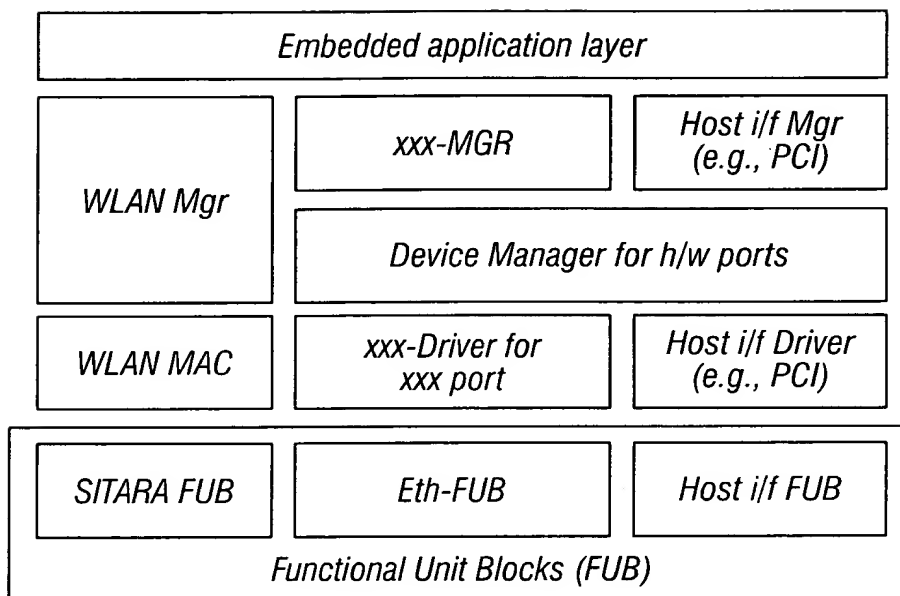 Embedded application layer
WLAN Mgr
xxx-MGR
Host i/f Mgr
(e.g., PCI)
Device Manager for h/w ports
WLAN MAC
xxx-Driver for
xxx port
Host i/f Driver
(e.g., PCI)
SITARA FUB
Eth-FUB
Host i/f FUB
Functional Unit Blocks (FUB)